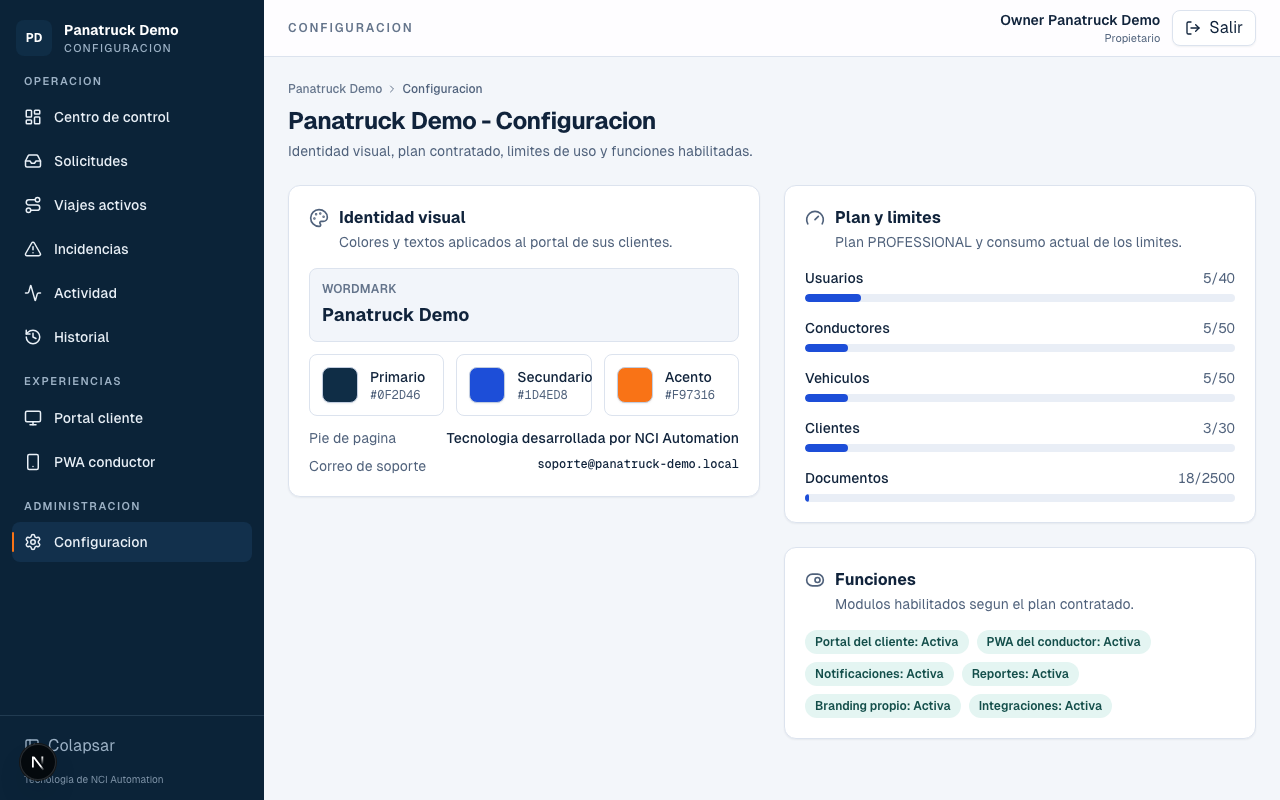 PD
Panatruck Demo
CONFIGURACION
OPERACION
Centro de control
Solicitudes
Viajes activos
Incidencias
Actividad
Historial
EXPERIENCIAS
Portal cliente
PWA conductor
ADMINISTRACION
Configuracion
Colapsar
N
Tecnologia de NCI Automation
CONFIGURACION
Owner Panatruck Demo
Propietario
Salir
Panatruck Demo > Configuracion
Panatruck Demo - Configuracion
Identidad visual, plan contratado, limites de uso y funciones habilitadas.
Identidad visual
Colores y textos aplicados al portal de sus clientes.
WORDMARK
Panatruck Demo
Primario
#0F2D46
Secundario
#1D4ED8
Acento
#F97316
Pie de pagina Tecnologia desarrollada por NCI Automation
Correo de soporte soporte@panatruck-demo.local
Plan y limites
Plan PROFESSIONAL y consumo actual de los limites.
Usuarios 5/40
Conductores 5/50
Vehiculos 5/50
Clientes 3/30
Documentos 18/2500
Funciones
Modulos habilitados segun el plan contratado.
Portal del cliente: Activa PWA del conductor: Activa
Notificaciones: Activa Reportes: Activa
Branding propio: Activa Integraciones: Activa